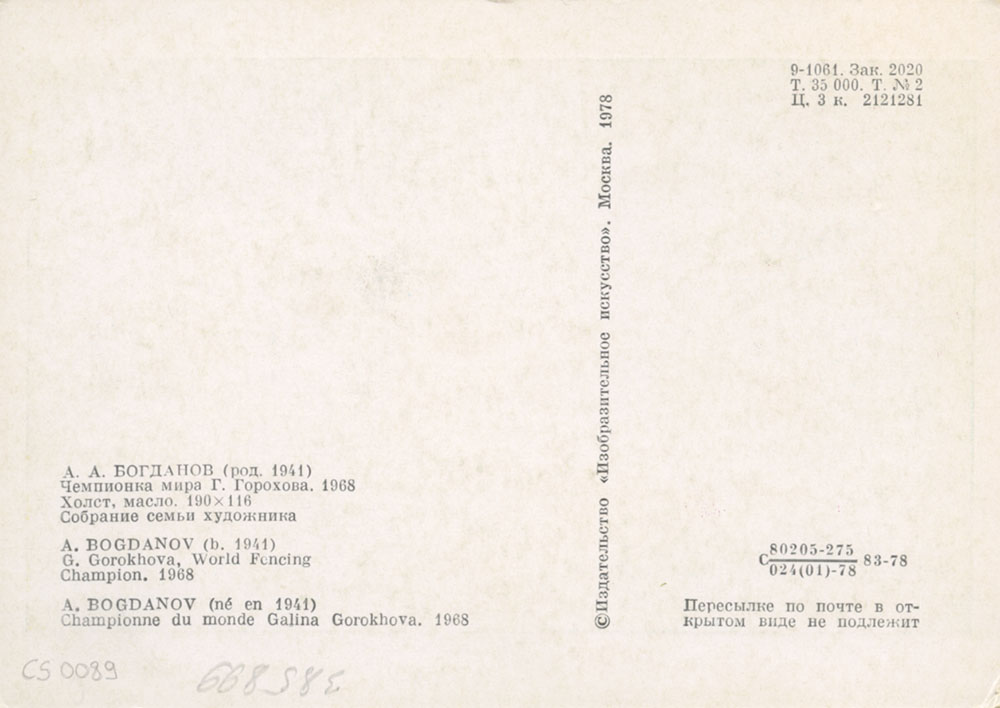 9-1061. Зак. 2020
Т. 35 000. Т. № 2
Ц. 3 к. 2121281
А. А. БОГДАНОВ (род. 1941)
Чемпионка мира Г. Горохова. 1968
Холст, масло. 190×116
Собрание семьи художника
A. BOGDANOV (b. 1941)
G. Gorokhova, World Fencing
Champion. 1968
A. BOGDANOV (né en 1941)
Championne du monde Galina Gorokhova. 1968
©Издательство «Изобразительное искусство». Москва. 1978
80205-275
С 83-78
024(01)-78
Пересылке по почте в от-
крытом виде не подлежит
CS 0089